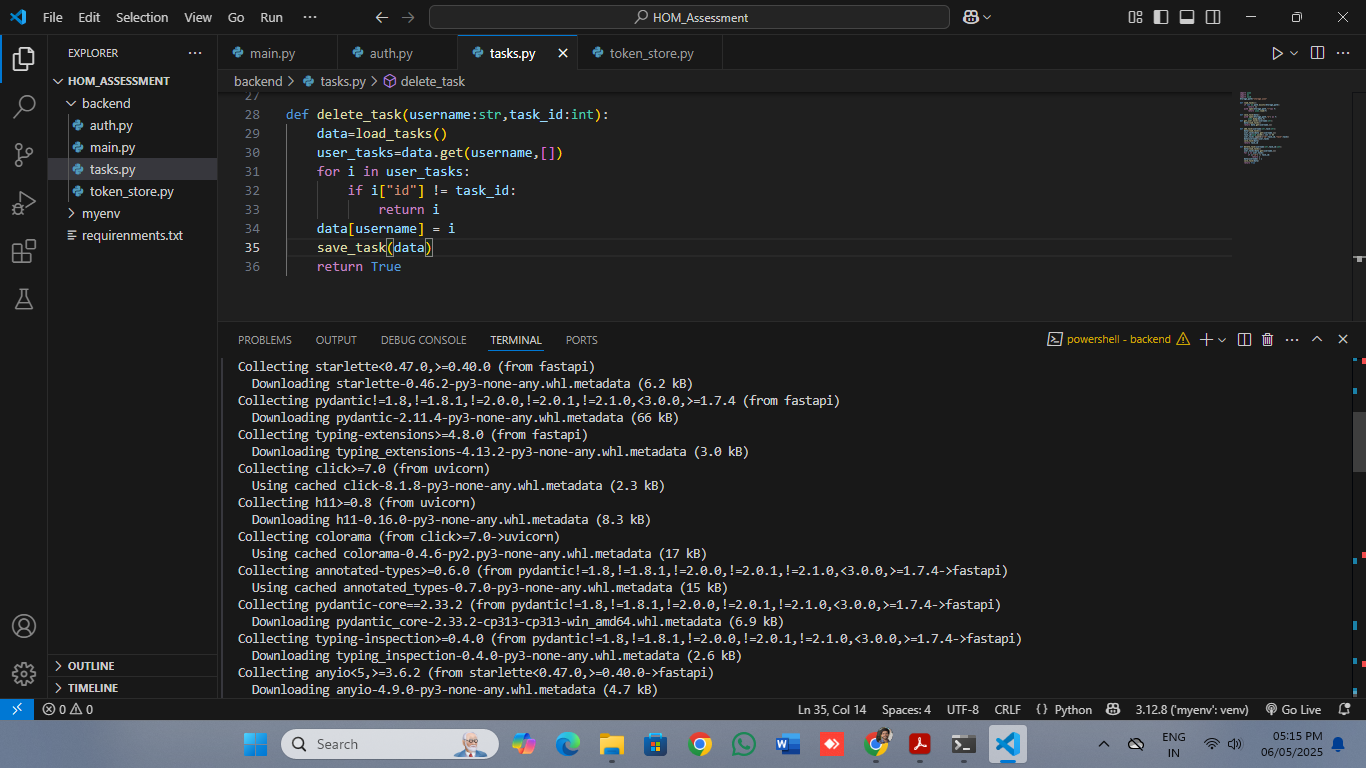 File Edit Selection View Go Run ···
HOM_Assessment
EXPLORER ···
HOM_ASSESSMENT
backend
auth.py
main.py
tasks.py
token_store.py
myenv
requirenments.txt
OUTLINE
TIMELINE
main.py auth.py tasks.py token_store.py
backend > tasks.py > delete_task
27
28 def delete_task(username:str,task_id:int):
29 data=load_tasks()
30 user_tasks=data.get(username,[])
31 for i in user_tasks:
32 if i["id"] != task_id:
33 return i
34 data[username] = i
35 save_task(data)
36 return True
PROBLEMS OUTPUT DEBUG CONSOLE TERMINAL PORTS
powershell - backend
Collecting starlette<0.47.0,>=0.40.0 (from fastapi)
Downloading starlette-0.46.2-py3-none-any.whl.metadata (6.2 kB)
Collecting pydantic!=1.8,!=1.8.1,!=2.0.0,!=2.0.1,!=2.1.0,<3.0.0,>=1.7.4 (from fastapi)
Downloading pydantic-2.11.4-py3-none-any.whl.metadata (66 kB)
Collecting typing-extensions>=4.8.0 (from fastapi)
Downloading typing_extensions-4.13.2-py3-none-any.whl.metadata (3.0 kB)
Collecting click>=7.0 (from uvicorn)
Using cached click-8.1.8-py3-none-any.whl.metadata (2.3 kB)
Collecting h11>=0.8 (from uvicorn)
Downloading h11-0.16.0-py3-none-any.whl.metadata (8.3 kB)
Collecting colorama (from click>=7.0->uvicorn)
Using cached colorama-0.4.6-py2.py3-none-any.whl.metadata (17 kB)
Collecting annotated-types>=0.6.0 (from pydantic!=1.8,!=1.8.1,!=2.0.0,!=2.0.1,!=2.1.0,<3.0.0,>=1.7.4->fastapi)
Using cached annotated_types-0.7.0-py3-none-any.whl.metadata (15 kB)
Collecting pydantic-core==2.33.2 (from pydantic!=1.8,!=1.8.1,!=2.0.0,!=2.0.1,!=2.1.0,<3.0.0,>=1.7.4->fastapi)
Downloading pydantic_core-2.33.2-cp313-cp313-win_amd64.whl.metadata (6.9 kB)
Collecting typing-inspection>=0.4.0 (from pydantic!=1.8,!=1.8.1,!=2.0.0,!=2.0.1,!=2.1.0,<3.0.0,>=1.7.4->fastapi)
Downloading typing_inspection-0.4.0-py3-none-any.whl.metadata (2.6 kB)
Collecting anyio<5,>=3.6.2 (from starlette<0.47.0,>=0.40.0->fastapi)
Downloading anyio-4.9.0-py3-none-any.whl.metadata (4.7 kB)
0 0 Ln 35, Col 14 Spaces: 4 UTF-8 CRLF {} Python 3.12.8 ('myenv': venv) Go Live
Search
ENG
IN
05:15 PM
06/05/2025